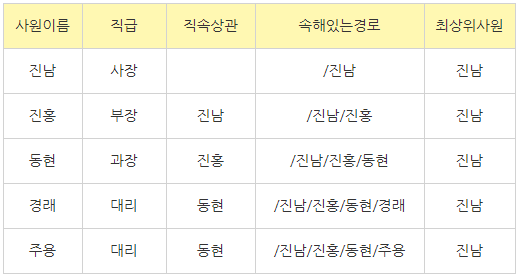 사원이름 직급 직속상관 속해있는경로 최상위사원
진남 사장 /진남 진남
진홍 부장 진남 /진남/진홍 진남
동현 과장 진홍 /진남/진홍/동현 진남
경래 대리 동현 /진남/진홍/동현/경래 진남
주용 대리 동현 /진남/진홍/동현/주용 진남